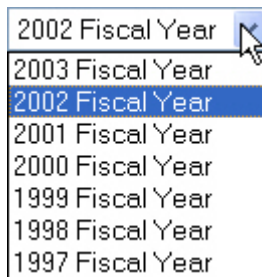 2002 Fiscal Year
2003 Fiscal Year
2002 Fiscal Year
2001 Fiscal Year
2000 Fiscal Year
1999 Fiscal Year
1998 Fiscal Year
1997 Fiscal Year